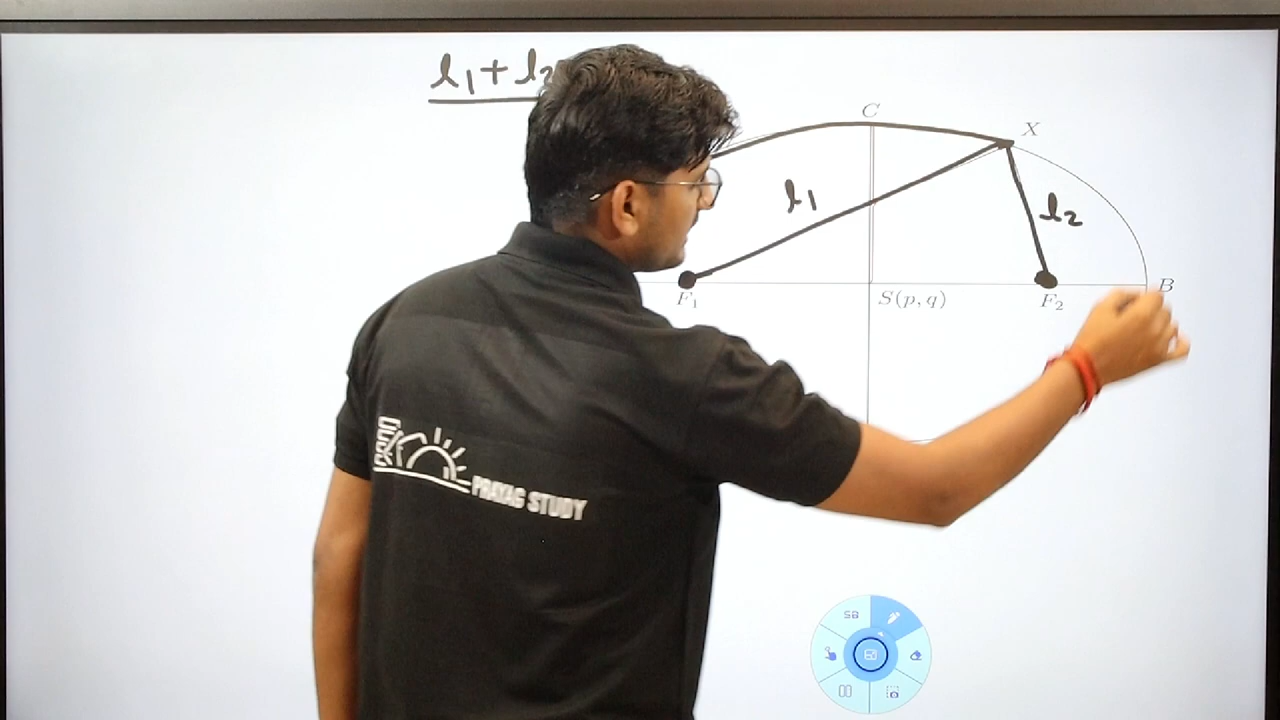 l₁ + l₂
C
X
l₁
l₂
F₁
S(p, q)
F₂
B
PRAYAG STUDY
SB